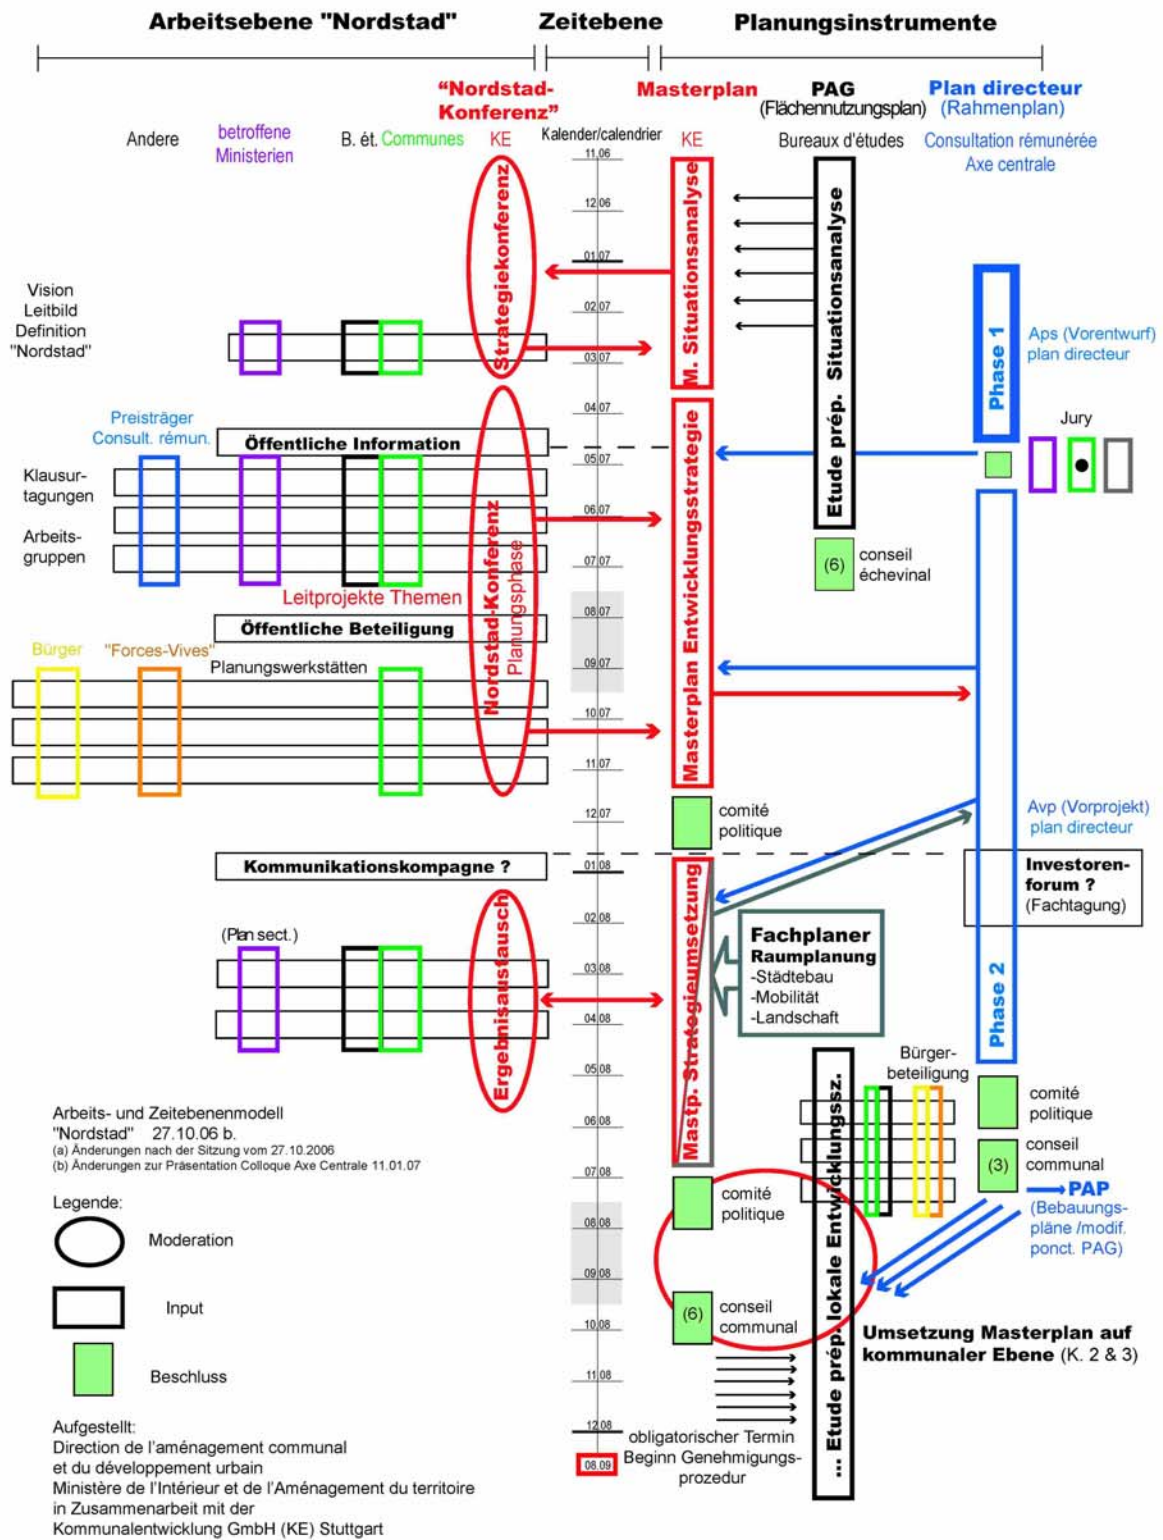 Arbeitsebene "Nordstad"
Zeitebene
Planungsinstrumente
“Nordstad-
Konferenz”
Masterplan
PAG
(Flächennutzungsplan)
Plan directeur
(Rahmenplan)
Andere
betroffene
Ministerien
B. ét.
Communes
KE
Kalender/calendrier
KE
Bureaux d'études
Consultation rémunérée
Axe centrale
11.06
12.06
01.07
02.07
03.07
04.07
05.07
06.07
07.07
08.07
09.07
10.07
11.07
12.07
01.08
02.08
03.08
04.08
05.08
06.08
07.08
08.08
09.08
10.08
11.08
12.08
08.09
Vision
Leitbild
Definition
"Nordstad"
Strategiekonferenz
M. Situationsanalyse
Etude prép. Situationsanalyse
Phase 1
Aps (Vorentwurf)
plan directeur
Jury
Preisträger
Consult. rémun.
Öffentliche Information
Klausur-
tagungen
Arbeits-
gruppen
Nordstad-Konferenz
Planungsphase
Masterplan Entwicklungsstrategie
(6)
conseil
échevinal
Leitprojekte Themen
Öffentliche Beteiligung
Bürger
"Forces-Vives"
Planungswerkstätten
comité
politique
Avp (Vorprojekt)
plan directeur
Kommunikationskompagne ?
Investoren-
forum ?
(Fachtagung)
Ergebnisaustausch
Mastp. Strategieumsetzung
(Plan sect.)
Fachplaner
Raumplanung
-Städtebau
-Mobilität
-Landschaft
Phase 2
Bürger-
beteiligung
... Etude prép. lokale Entwicklungssz.
comité
politique
(3)
conseil
communal
PAP
(Bebauungs-
pläne /modif.
ponct. PAG)
comité
politique
(6)
conseil
communal
Umsetzung Masterplan auf
kommunaler Ebene (K. 2 & 3)
obligatorischer Termin
Beginn Genehmigungs-
prozedur
Arbeits- und Zeitebenenmodell
"Nordstad" 27.10.06 b.
(a) Änderungen nach der Sitzung vom 27.10.2006
(b) Änderungen zur Präsentation Colloque Axe Centrale 11.01.07
Legende:
Moderation
Input
Beschluss
Aufgestellt:
Direction de l'aménagement communal
et du développement urbain
Ministère de l'Intérieur et de l'Aménagement du territoire
in Zusammenarbeit mit der
Kommunalentwicklung GmbH (KE) Stuttgart